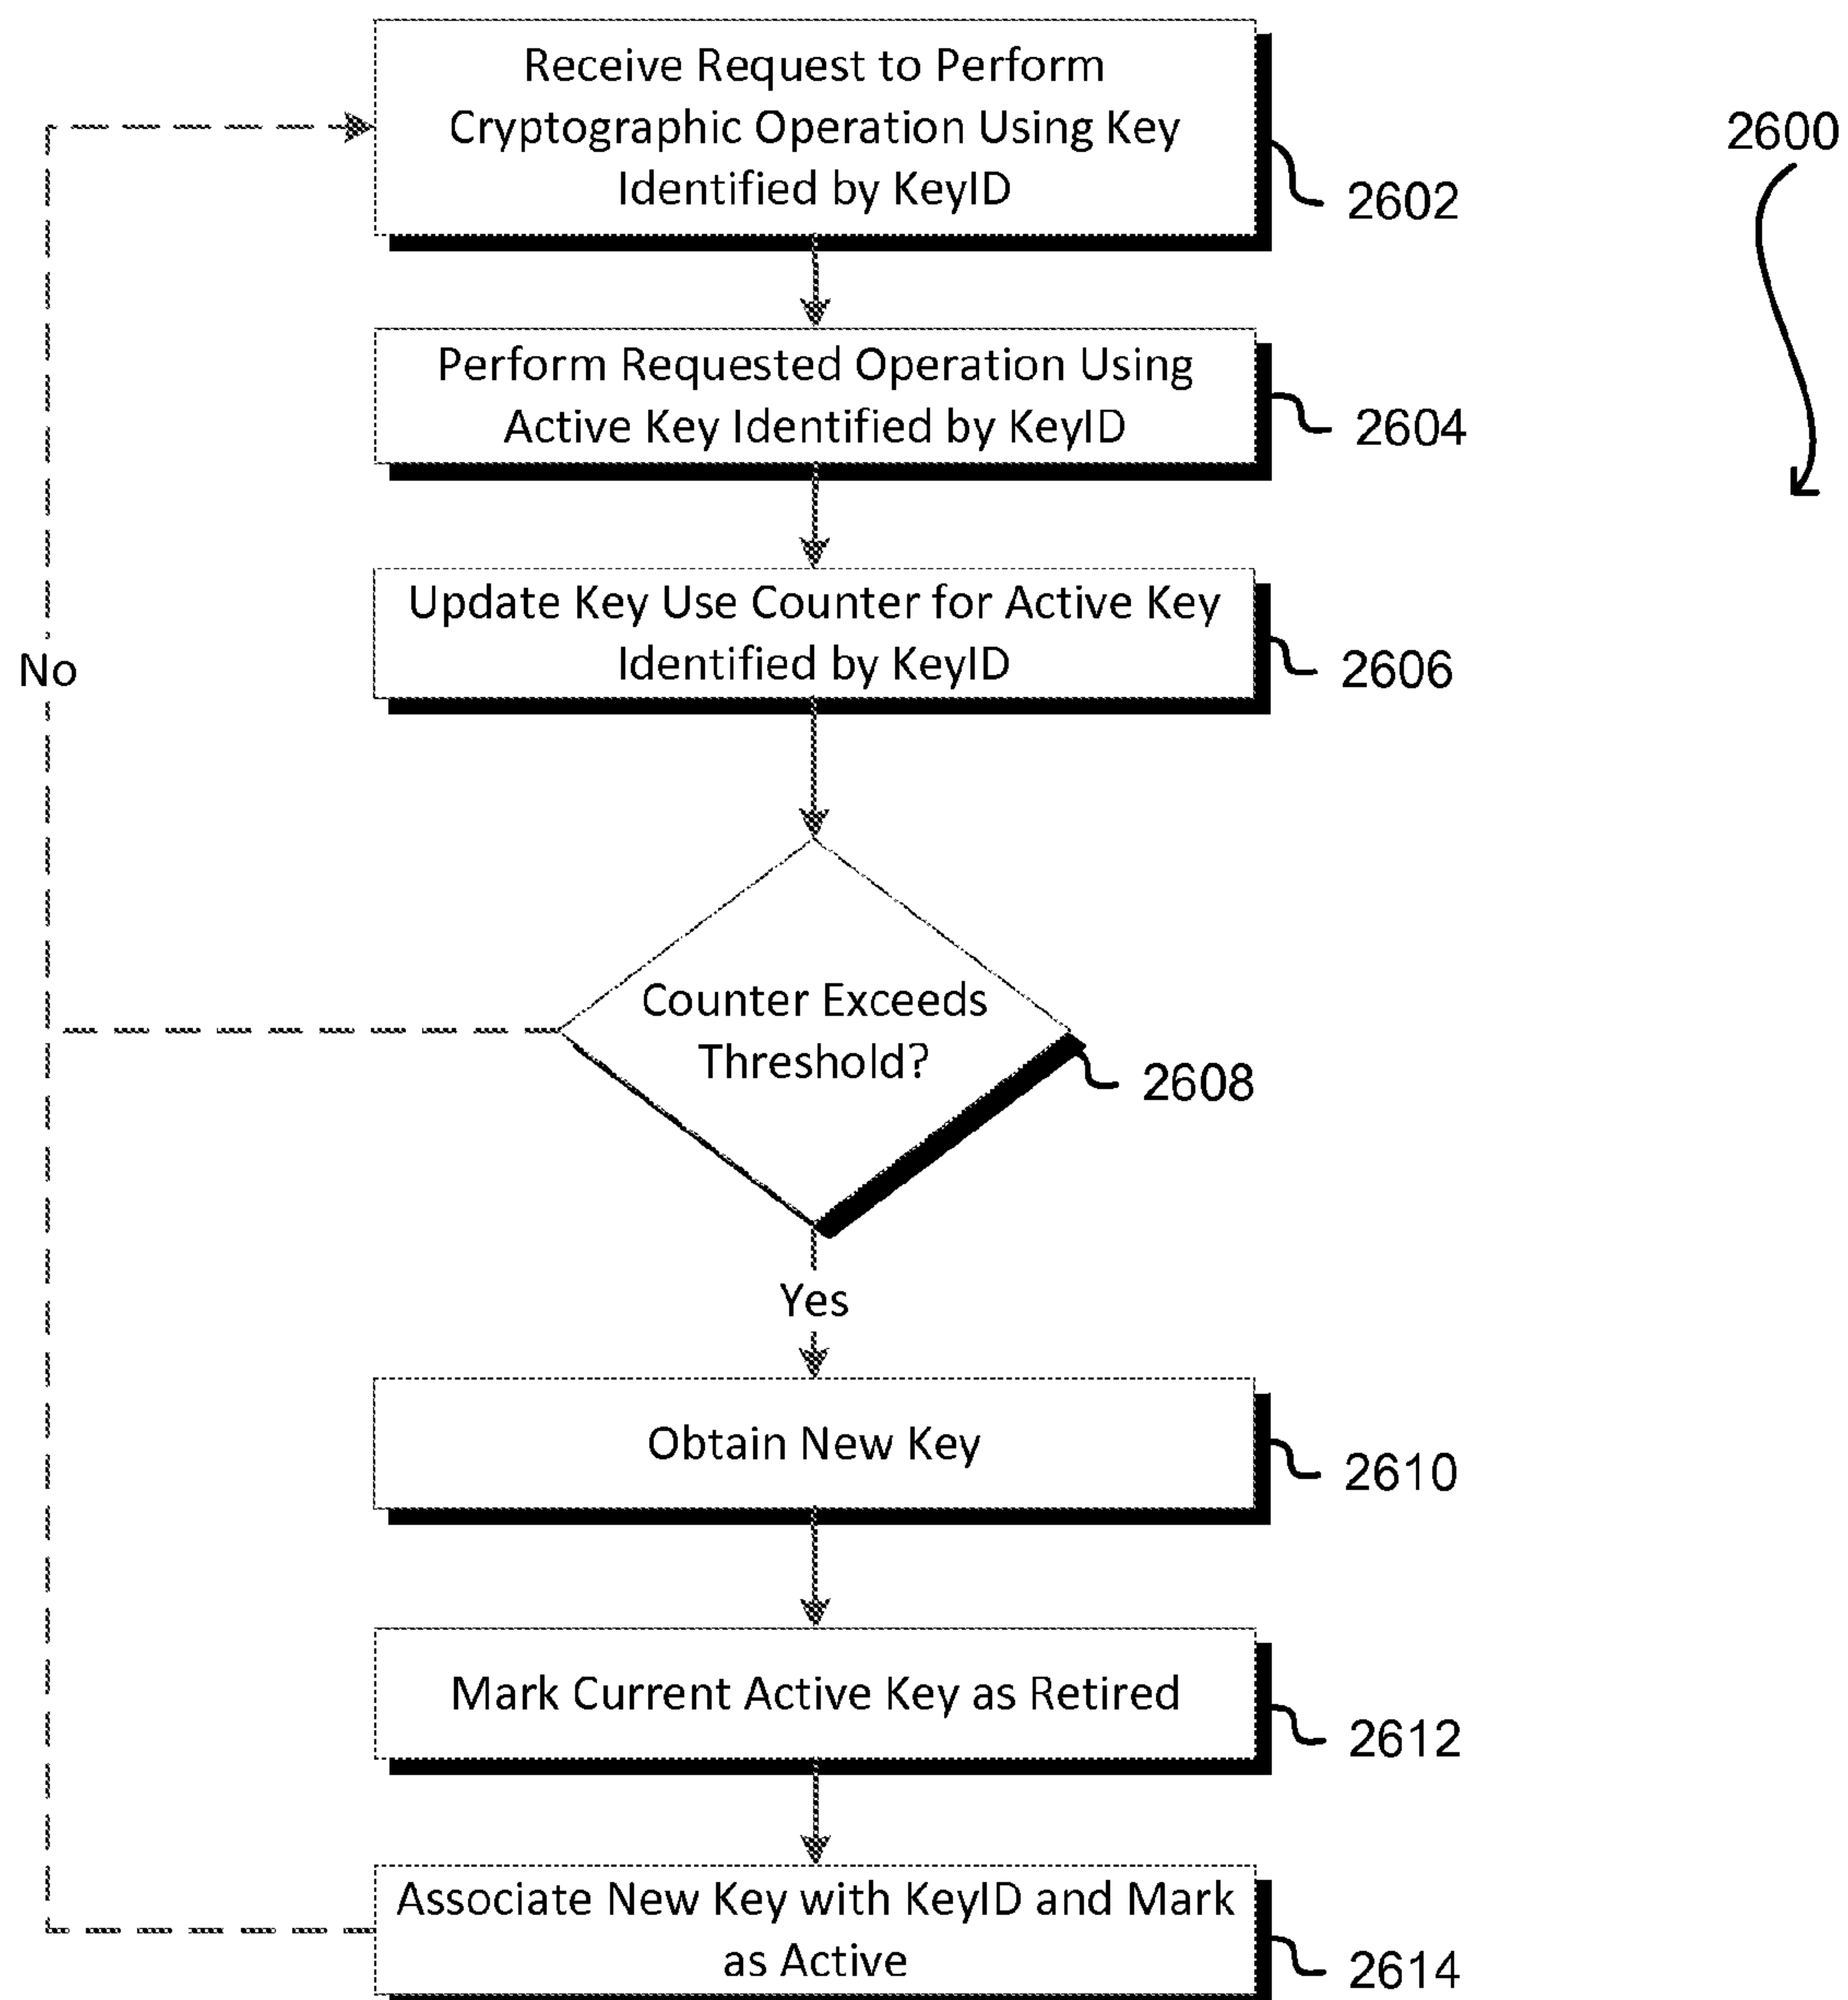 Receive Request to Perform
Cryptographic Operation Using Key
Identified by KeyID
2602
2600
Perform Requested Operation Using
Active Key Identified by KeyID
2604
Update Key Use Counter for Active Key
Identified by KeyID
2606
No
Counter Exceeds
Threshold?
2608
Yes
Obtain New Key
2610
Mark Current Active Key as Retired
2612
Associate New Key with KeyID and Mark
as Active
2614